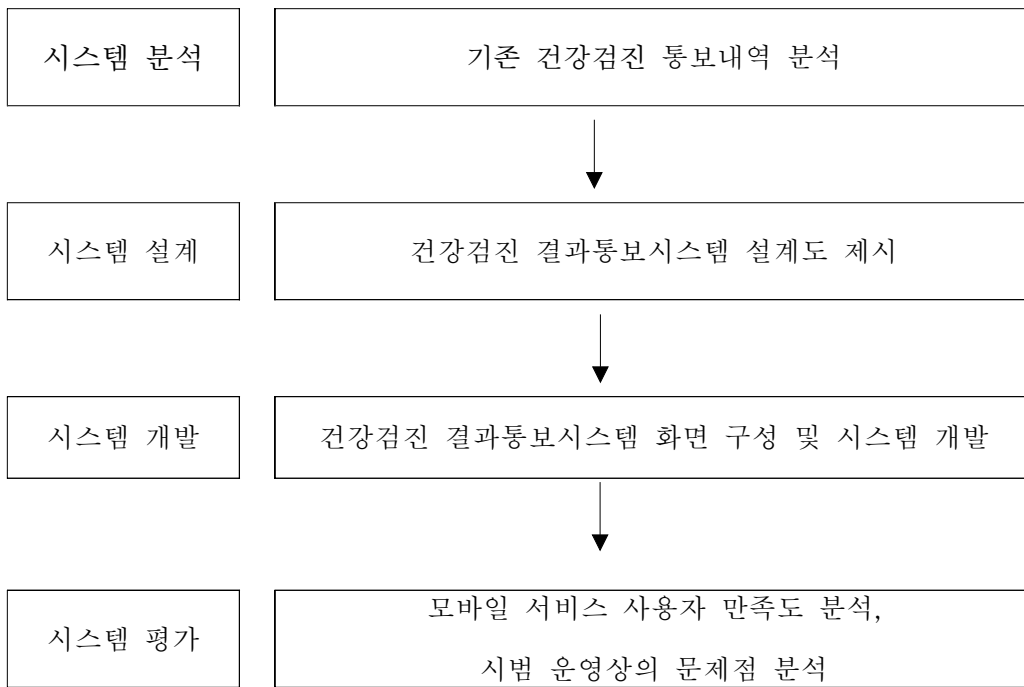 시스템 분석
기존 건강검진 통보내역 분석
시스템 설계
건강검진 결과통보시스템 설계도 제시
시스템 개발
건강검진 결과통보시스템 화면 구성 및 시스템 개발
시스템 평가
모바일 서비스 사용자 만족도 분석,
시범 운영상의 문제점 분석